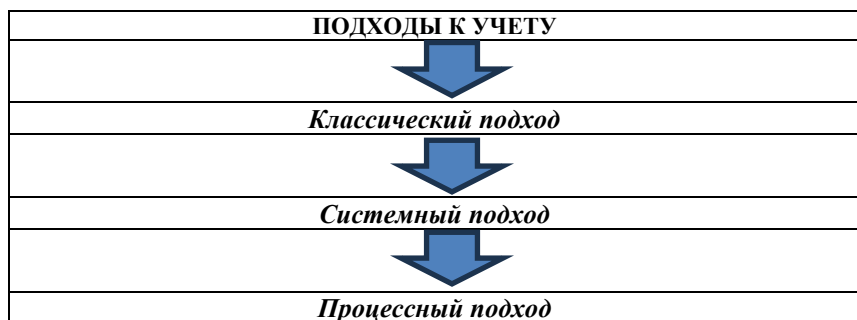 ПОДХОДЫ К УЧЕТУ
Классический подход
Системный подход
Процессный подход